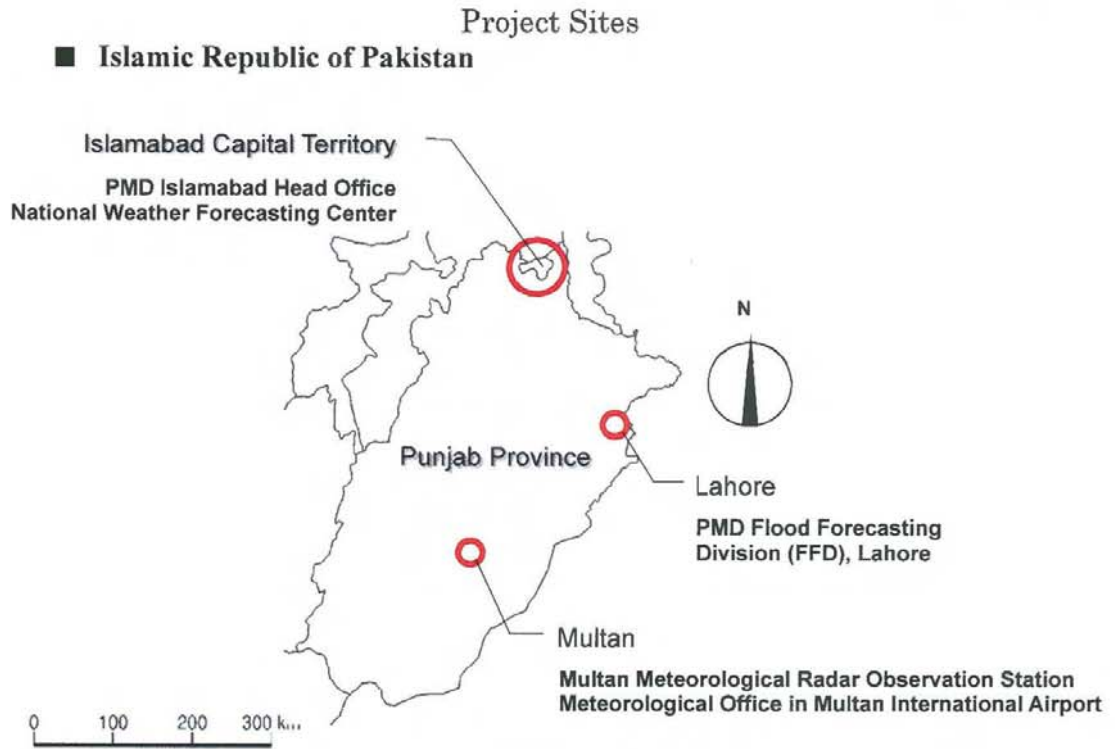 Project Sites
■ Islamic Republic of Pakistan
Islamabad Capital Territory
PMD Islamabad Head Office
National Weather Forecasting Center
N
Punjab Province
Lahore
PMD Flood Forecasting
Division (FFD), Lahore
Multan
Multan Meteorological Radar Observation Station
Meteorological Office in Multan International Airport
0 100 200 300